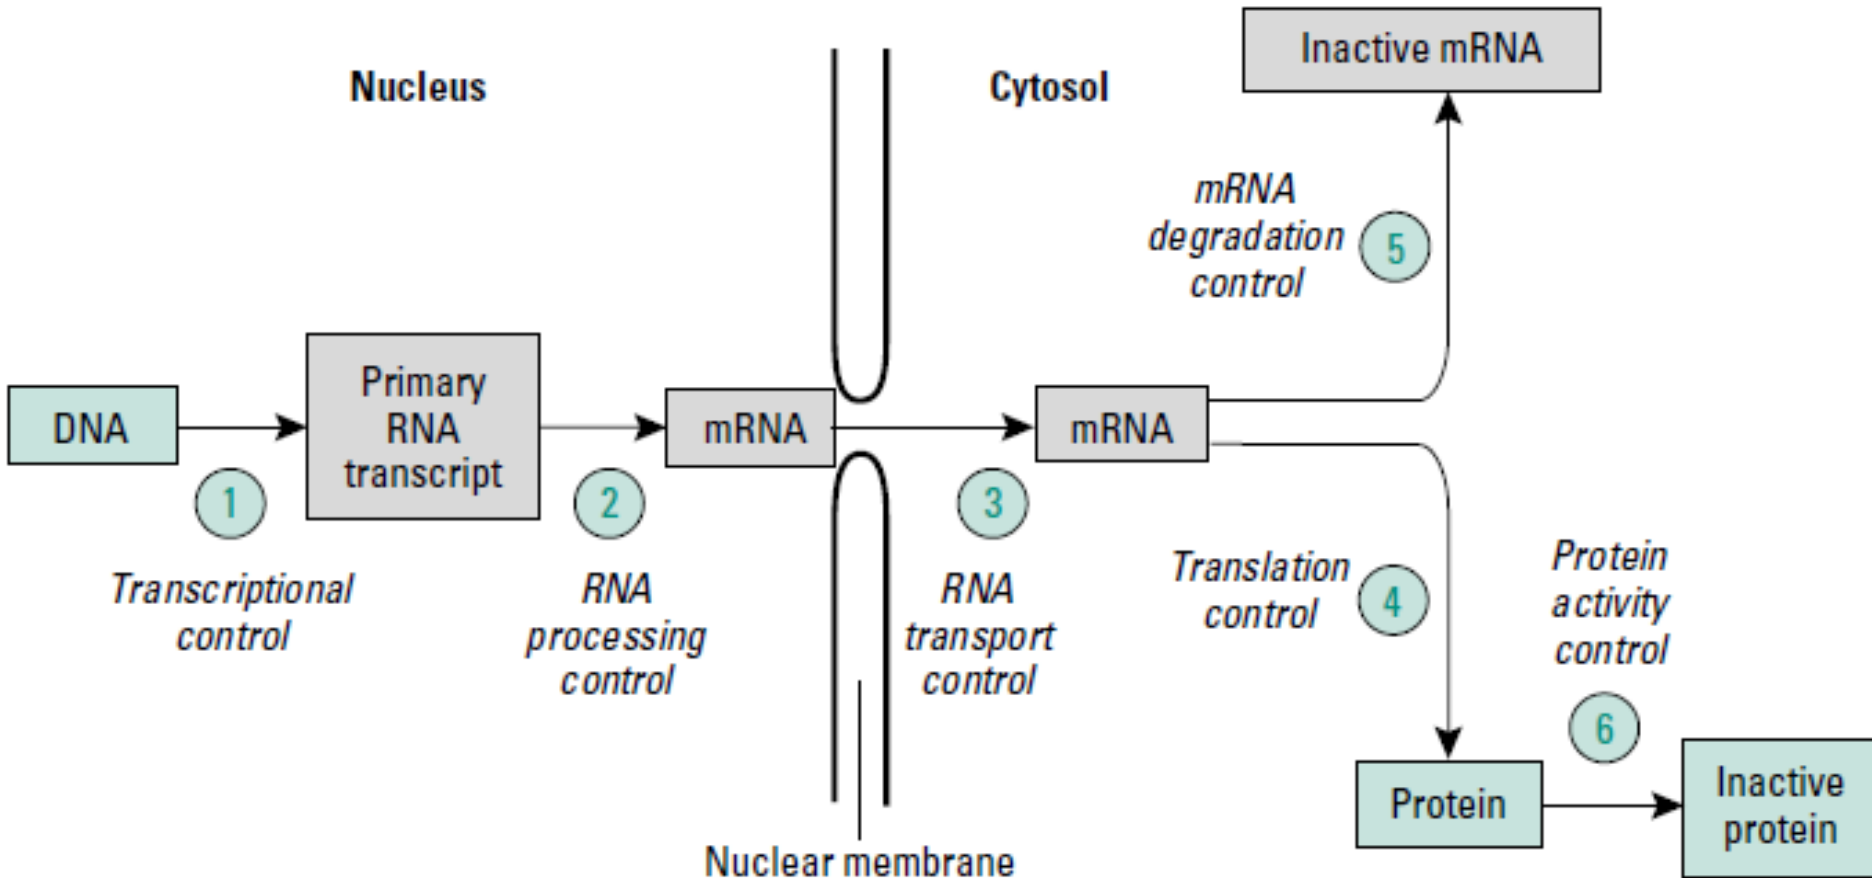 Nucleus
Cytosol
Inactive mRNA
mRNA
degradation
control
5
DNA
Primary
RNA
transcript
mRNA
mRNA
1
2
3
Transcriptional
control
RNA
processing
control
RNA
transport
control
Translation
control
4
Protein
activity
control
6
Protein
Inactive
protein
Nuclear membrane